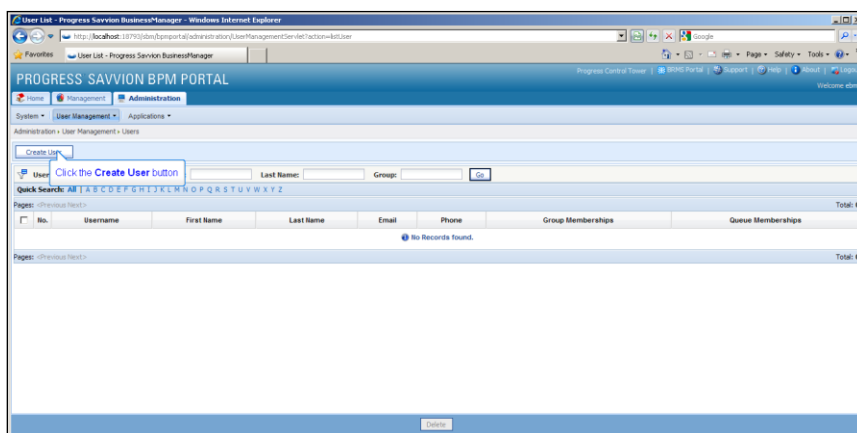 User List - Progress Savvion BusinessManager - Windows Internet Explorer
http://localhost:18793/sbm/bpmportal/administration/UserManagementServlet?action=listUser
Google
Favorites User List - Progress Savvion BusinessManager Page Safety Tools
PROGRESS SAVVION BPM PORTAL
Progress Control Tower | BRMS Portal | Support | Help | About |
Welcome
Home Management Administration
System User Management Applications
Administration › User Management › Users
Create User
Click the Create User button
User Last Name: Group: Go
Quick Search: All | A B C D E F G H I J K L M N O P Q R S T U V W X Y Z
Pages: <Previous Next> Total:
No. Username First Name Last Name Email Phone Group Memberships Queue Memberships
No Records found.
Pages: <Previous Next> Total:
Delete